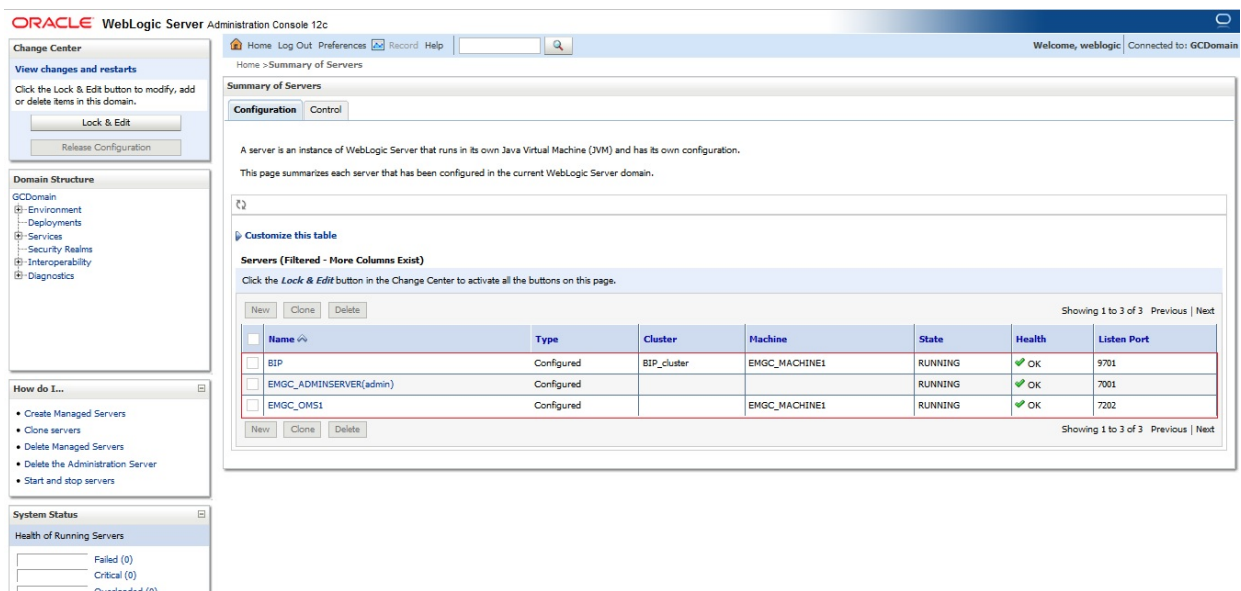 ORACLE WebLogic Server Administration Console 12c
Change Center
View changes and restarts
Click the Lock & Edit button to modify, add
or delete items in this domain.
Lock & Edit
Release Configuration
Domain Structure
GCDomain
Environment
Deployments
Services
Security Realms
Interoperability
Diagnostics
How do I...
Create Managed Servers
Clone servers
Delete Managed Servers
Delete the Administration Server
Start and stop servers
System Status
Health of Running Servers
Failed (0)
Critical (0)
Overloaded (0)
Home Log Out Preferences Record Help
Welcome, weblogic Connected to: GCDomain
Home >Summary of Servers
Summary of Servers
Configuration Control
A server is an instance of WebLogic Server that runs in its own Java Virtual Machine (JVM) and has its own configuration.
This page summarizes each server that has been configured in the current WebLogic Server domain.
Customize this table
Servers (Filtered - More Columns Exist)
Click the Lock & Edit button in the Change Center to activate all the buttons on this page.
New Clone Delete Showing 1 to 3 of 3 Previous | Next
Name Type Cluster Machine State Health Listen Port
BIP Configured BIP_cluster EMGC_MACHINE1 RUNNING OK 9701
EMGC_ADMINSERVER(admin) Configured RUNNING OK 7001
EMGC_OMS1 Configured EMGC_MACHINE1 RUNNING OK 7202
New Clone Delete Showing 1 to 3 of 3 Previous | Next